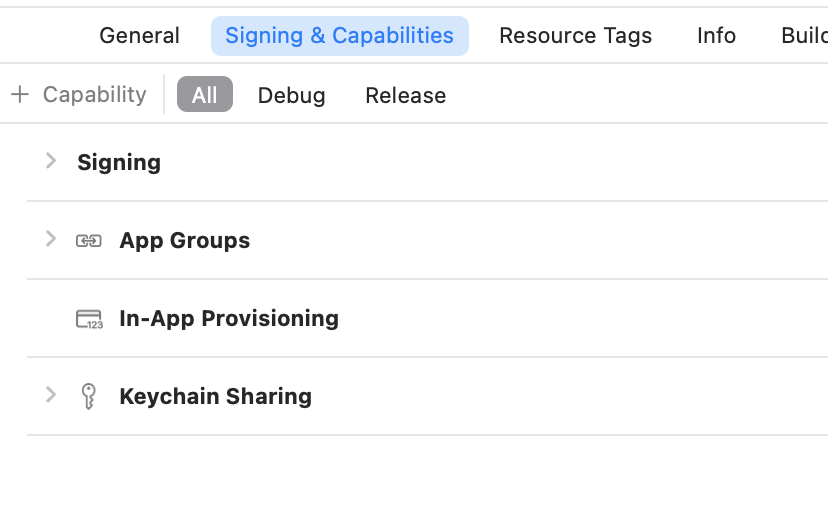 General Signing & Capabilities Resource Tags Info
+ Capability All Debug Release
Signing
App Groups
123 In-App Provisioning
Keychain Sharing